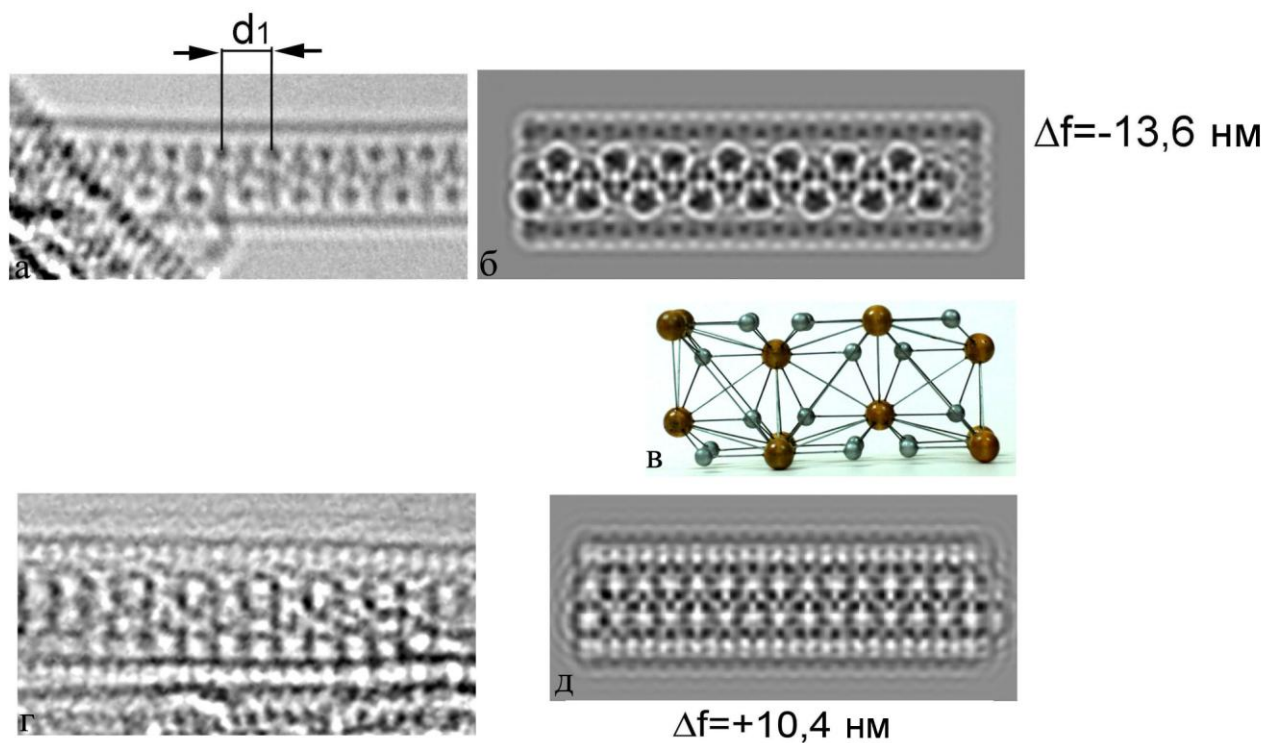 d1
а
б
Δf=-13,6 нм
в
г
д
Δf=+10,4 нм